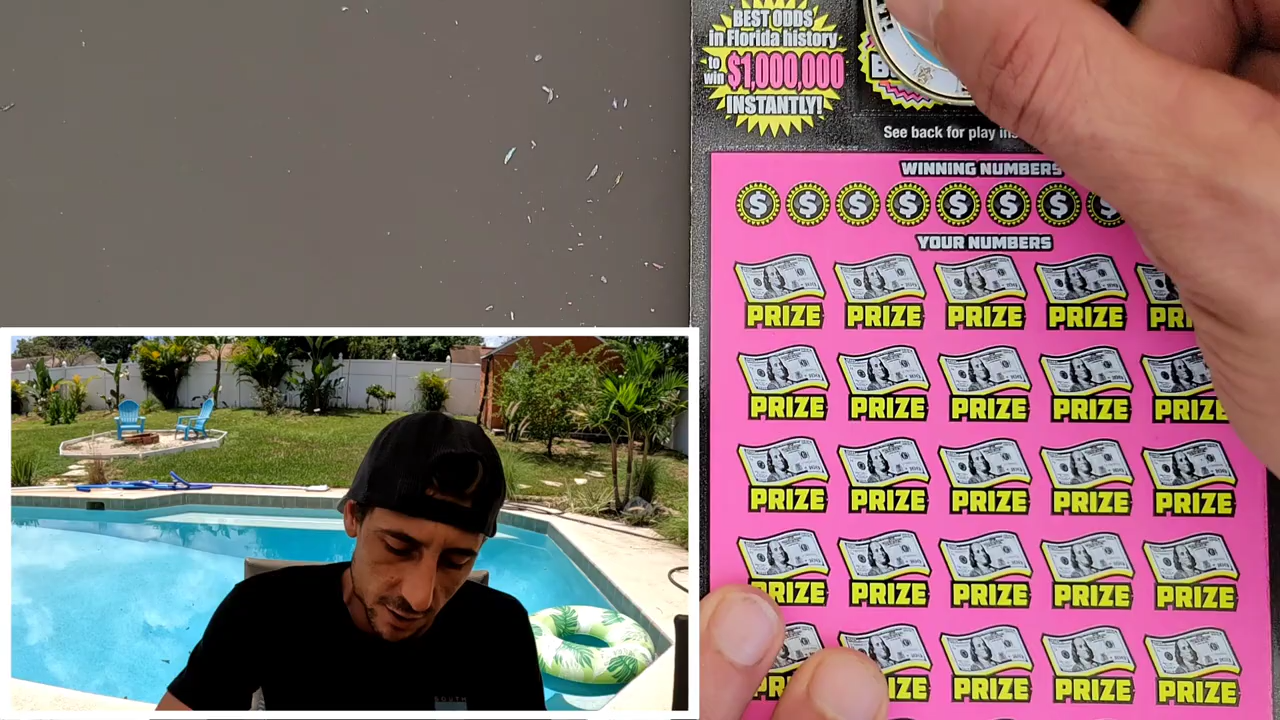 BEST ODDS
in Florida history
to win $1,000,000
INSTANTLY!
See back for play
WINNING NUMBERS
$ $ $ $ $ $ $ $
YOUR NUMBERS
PRIZE PRIZE PRIZE PRIZE
PRIZE PRIZE PRIZE PRIZE PRIZE
PRIZE PRIZE PRIZE PRIZE PRIZE
PRIZE PRIZE PRIZE PRIZE PRIZE
PRIZE PRIZE PRIZE
SOUTH